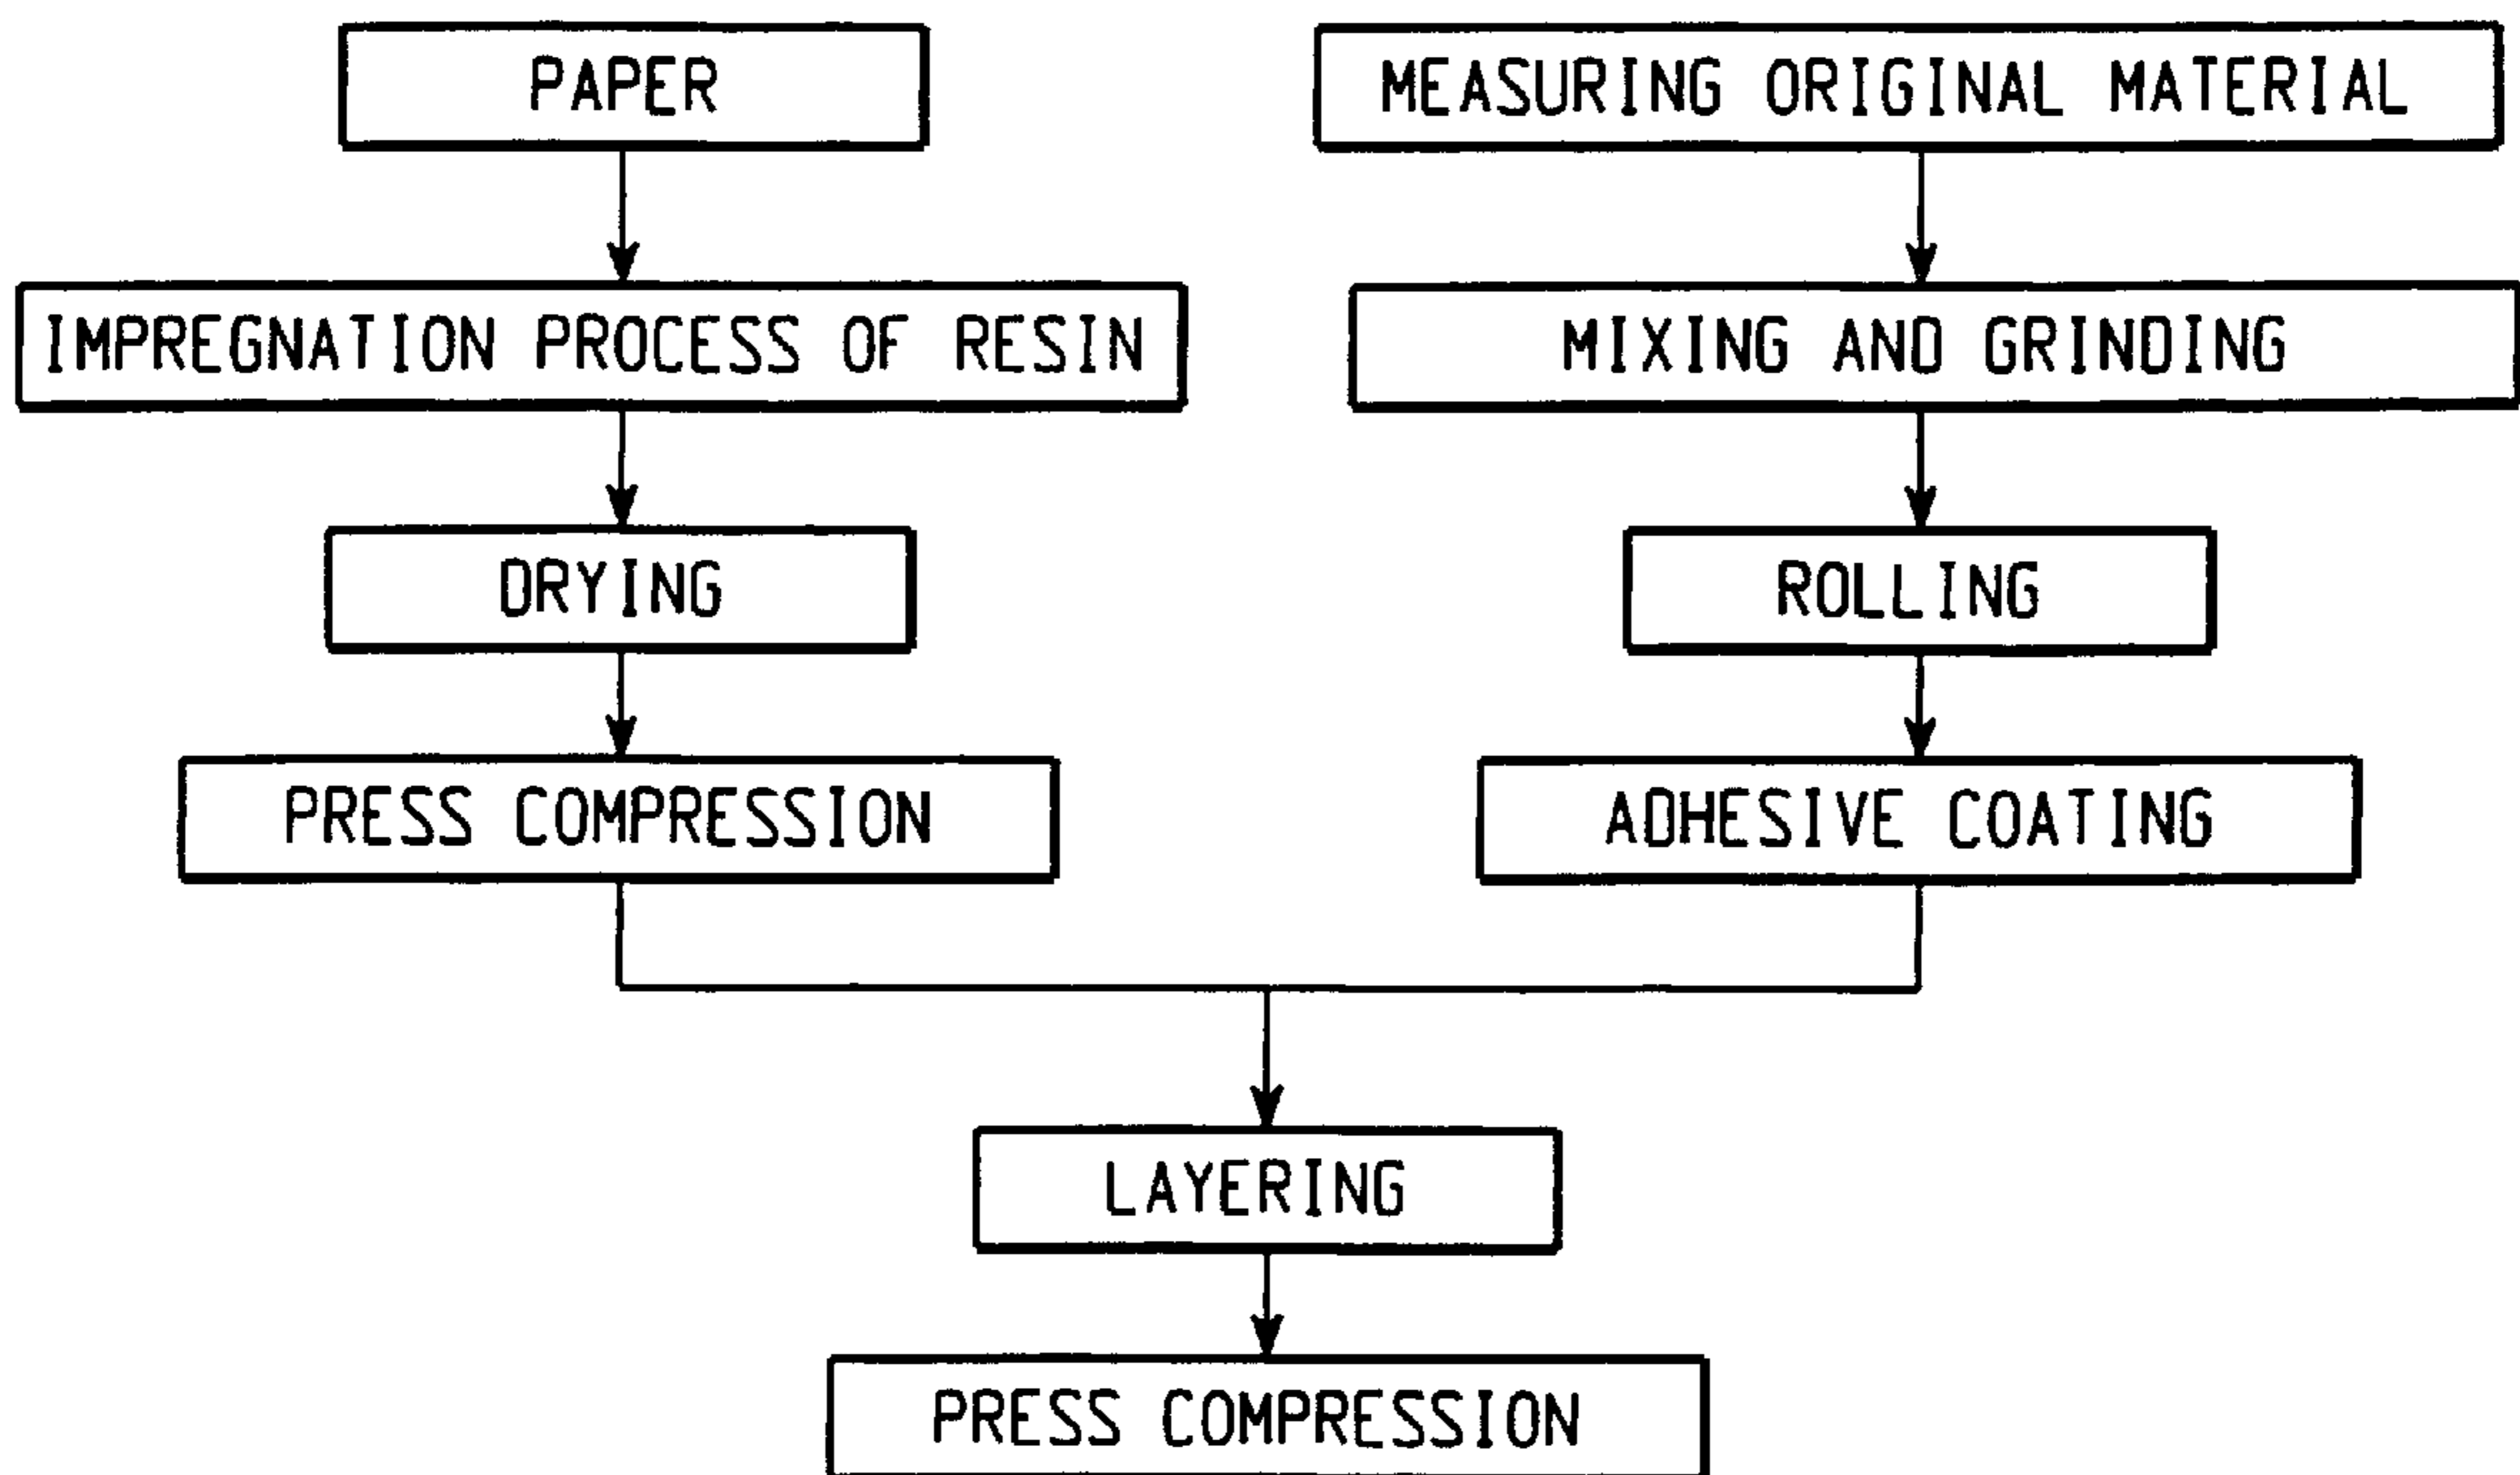 PAPER
MEASURING ORIGINAL MATERIAL
IMPREGNATION PROCESS OF RESIN
MIXING AND GRINDING
DRYING
ROLLING
PRESS COMPRESSION
ADHESIVE COATING
LAYERING
PRESS COMPRESSION